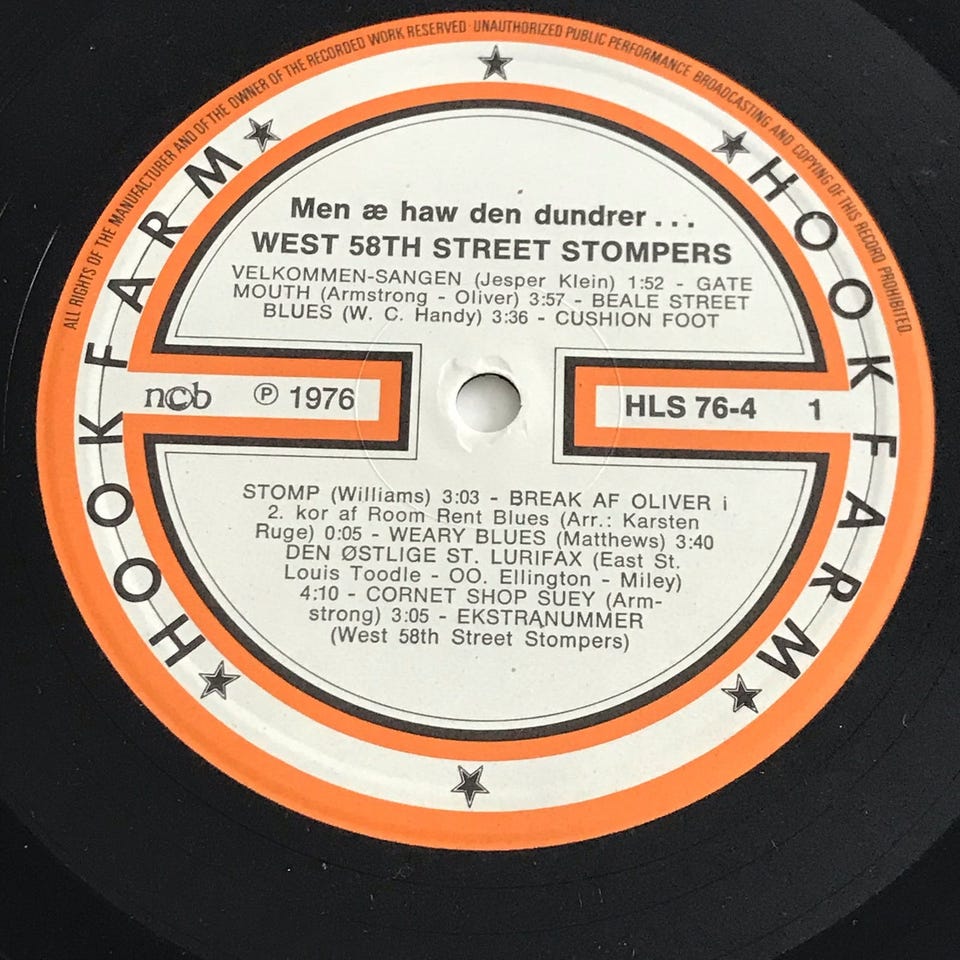 ALL RIGHTS OF THE MANUFACTURER AND OF THE OWNER OF THE RECORDED WORK RESERVED · UNAUTHORIZED PUBLIC PERFORMANCE BROADCASTING AND COPYING OF THIS RECORD PROHIBITED
HOOKFARM
HOOKFARM
Men æ haw den dundrer...
WEST 58TH STREET STOMPERS
VELKOMMEN-SANGEN (Jesper Klein) 1:52 - GATE
MOUTH (Armstrong - Oliver) 3:57 - BEALE STREET
BLUES (W. C. Handy) 3:36 - CUSHION FOOT
ncb ℗ 1976
HLS 76-4 1
STOMP (Williams) 3:03 - BREAK AF OLIVER i
2. kor af Room Rent Blues (Arr.: Karsten
Ruge) 0:05 - WEARY BLUES (Matthews) 3:40
DEN ØSTLIGE ST. LURIFAX (East St.
Louis Toodle - OO. Ellington - Miley)
4:10 - CORNET SHOP SUEY (Arm-
strong) 3:05 - EKSTRANUMMER
(West 58th Street Stompers)